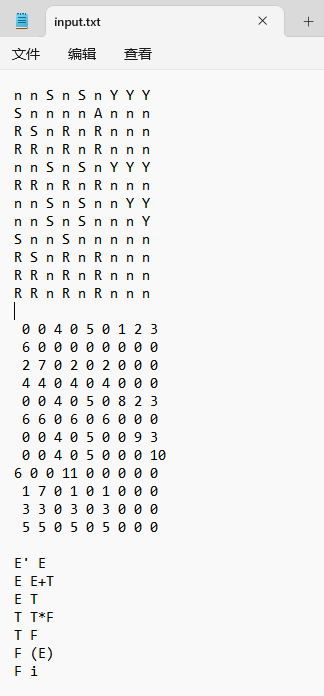 input.txt
文件 编辑 查看
n n S n S n Y Y Y
S n n n n A n n n
R S n R n R n n n
R R n R n R n n n
n n S n S n Y Y Y
R R n R n R n n n
n n S n S n n Y Y
n n S n S n n n Y
S n n S n n n n n
R S n R n R n n n
R R n R n R n n n
R R n R n R n n n
0 0 4 0 5 0 1 2 3
6 0 0 0 0 0 0 0 0
2 7 0 2 0 2 0 0 0
4 4 0 4 0 4 0 0 0
0 0 4 0 5 0 8 2 3
6 6 0 6 0 6 0 0 0
0 0 4 0 5 0 0 9 3
0 0 4 0 5 0 0 0 10
6 0 0 11 0 0 0 0 0
1 7 0 1 0 1 0 0 0
3 3 0 3 0 3 0 0 0
5 5 0 5 0 5 0 0 0
E' E
E E+T
E T
T T*F
T F
F (E)
F i